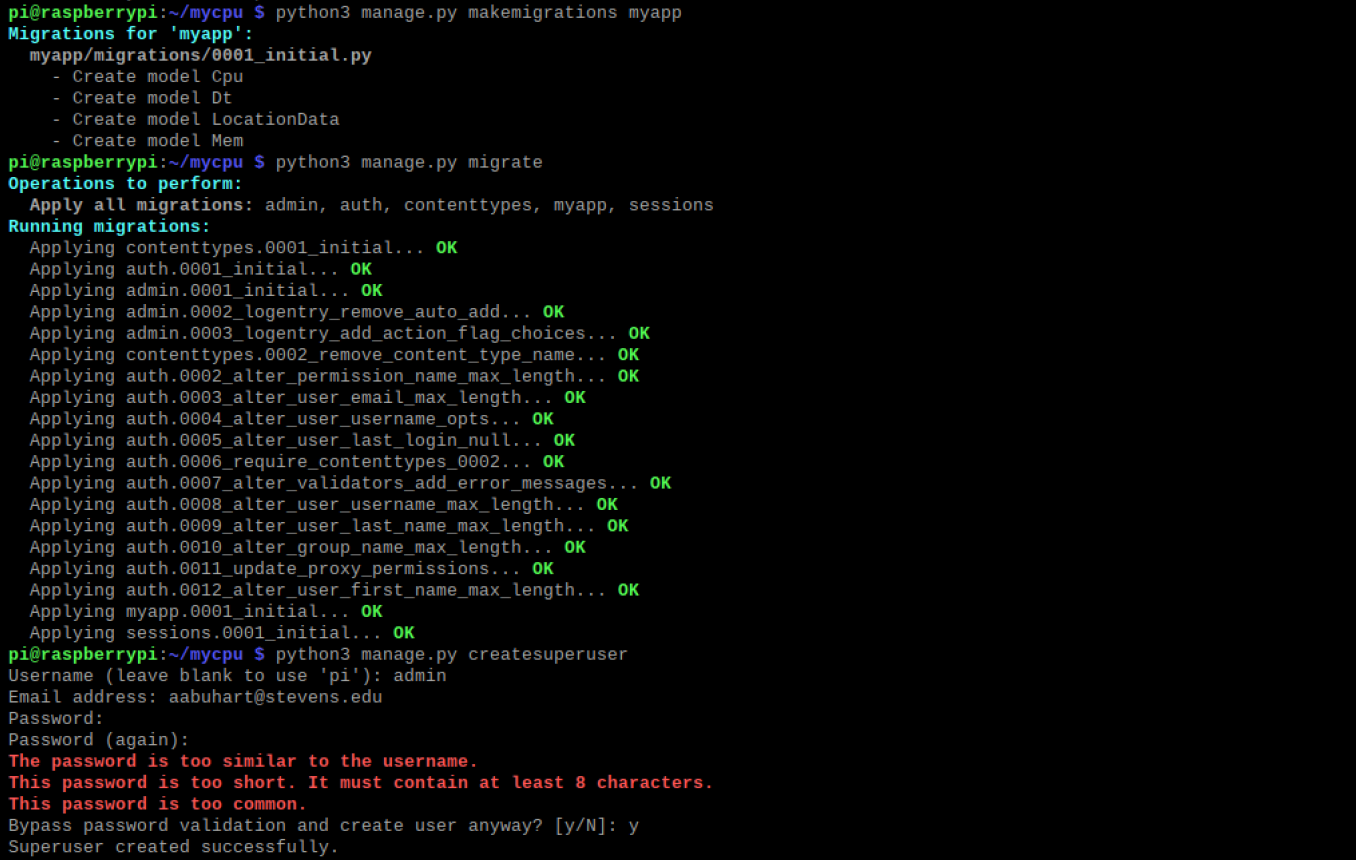 pi@raspberrypi:~/mycpu $ python3 manage.py makemigrations myapp
Migrations for 'myapp':
  myapp/migrations/0001_initial.py
    - Create model Cpu
    - Create model Dt
    - Create model LocationData
    - Create model Mem
pi@raspberrypi:~/mycpu $ python3 manage.py migrate
Operations to perform:
  Apply all migrations: admin, auth, contenttypes, myapp, sessions
Running migrations:
  Applying contenttypes.0001_initial... OK
  Applying auth.0001_initial... OK
  Applying admin.0001_initial... OK
  Applying admin.0002_logentry_remove_auto_add... OK
  Applying admin.0003_logentry_add_action_flag_choices... OK
  Applying contenttypes.0002_remove_content_type_name... OK
  Applying auth.0002_alter_permission_name_max_length... OK
  Applying auth.0003_alter_user_email_max_length... OK
  Applying auth.0004_alter_user_username_opts... OK
  Applying auth.0005_alter_user_last_login_null... OK
  Applying auth.0006_require_contenttypes_0002... OK
  Applying auth.0007_alter_validators_add_error_messages... OK
  Applying auth.0008_alter_user_username_max_length... OK
  Applying auth.0009_alter_user_last_name_max_length... OK
  Applying auth.0010_alter_group_name_max_length... OK
  Applying auth.0011_update_proxy_permissions... OK
  Applying auth.0012_alter_user_first_name_max_length... OK
  Applying myapp.0001_initial... OK
  Applying sessions.0001_initial... OK
pi@raspberrypi:~/mycpu $ python3 manage.py createsuperuser
Username (leave blank to use 'pi'): admin
Email address: aabuhart@stevens.edu
Password:
Password (again):
The password is too similar to the username.
This password is too short. It must contain at least 8 characters.
This password is too common.
Bypass password validation and create user anyway? [y/N]: y
Superuser created successfully.